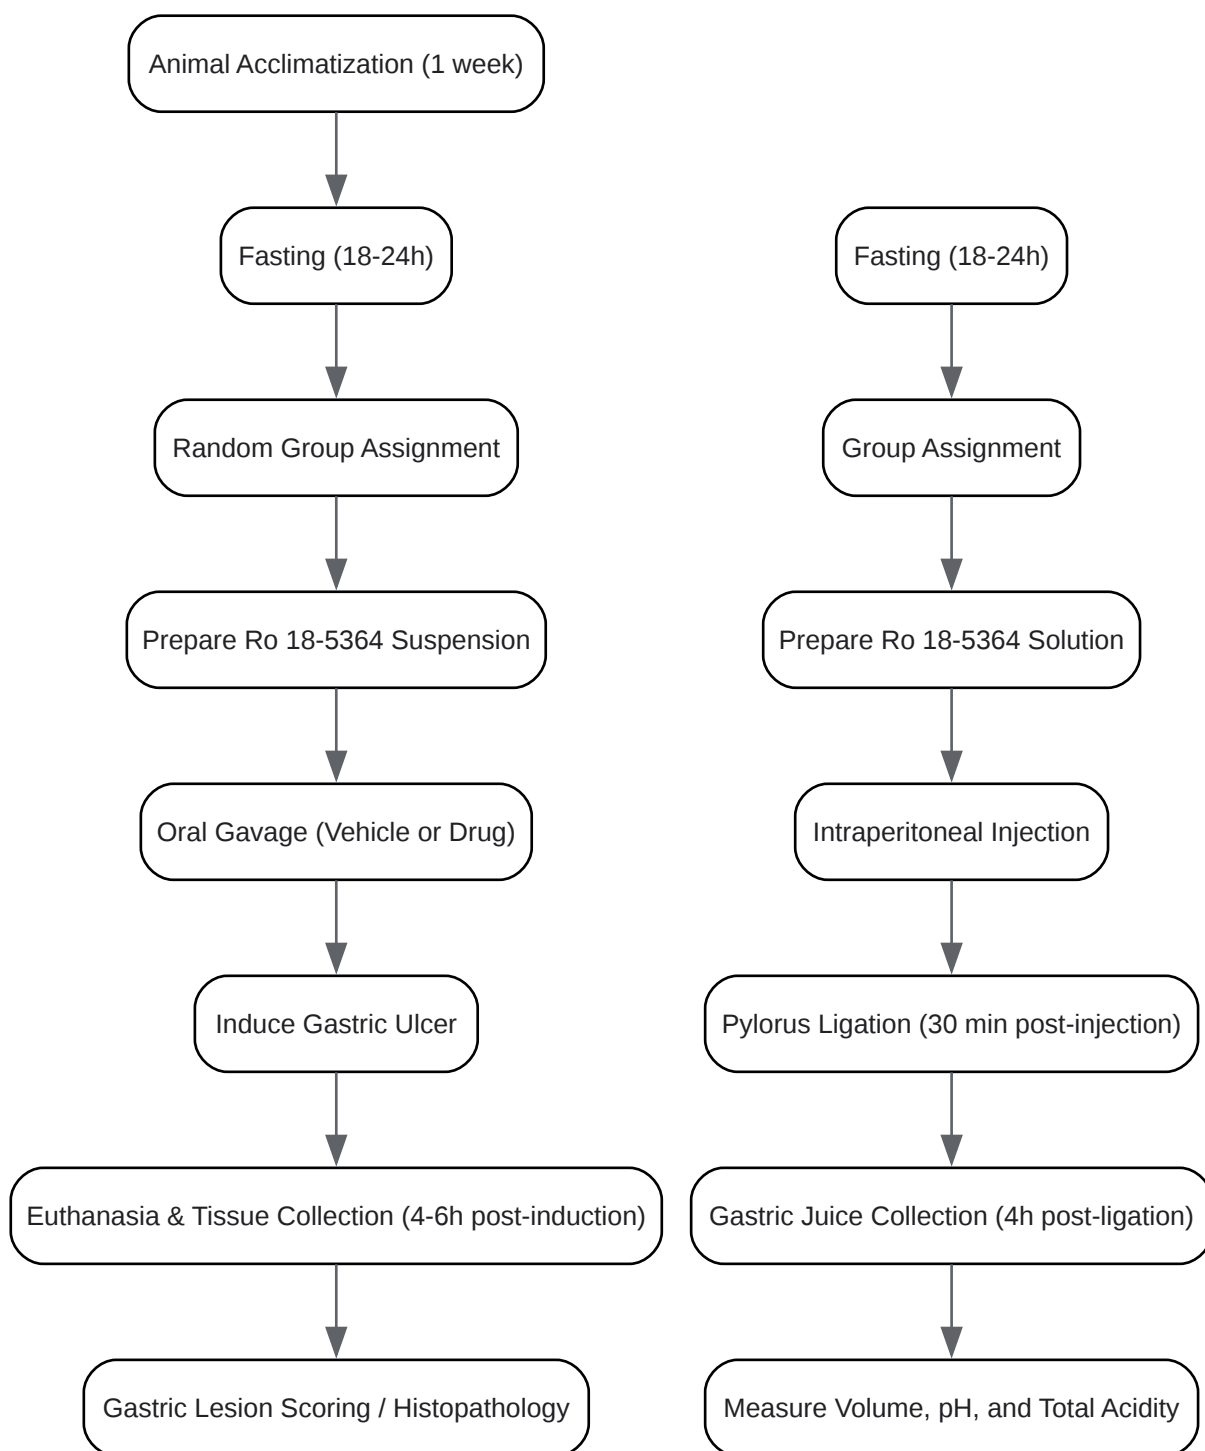 Animal Acclimatization (1 week)
Fasting (18-24h)
Random Group Assignment
Prepare Ro 18-5364 Suspension
Oral Gavage (Vehicle or Drug)
Induce Gastric Ulcer
Euthanasia & Tissue Collection (4-6h post-induction)
Gastric Lesion Scoring / Histopathology
Fasting (18-24h)
Group Assignment
Prepare Ro 18-5364 Solution
Intraperitoneal Injection
Pylorus Ligation (30 min post-injection)
Gastric Juice Collection (4h post-ligation)
Measure Volume, pH, and Total Acidity